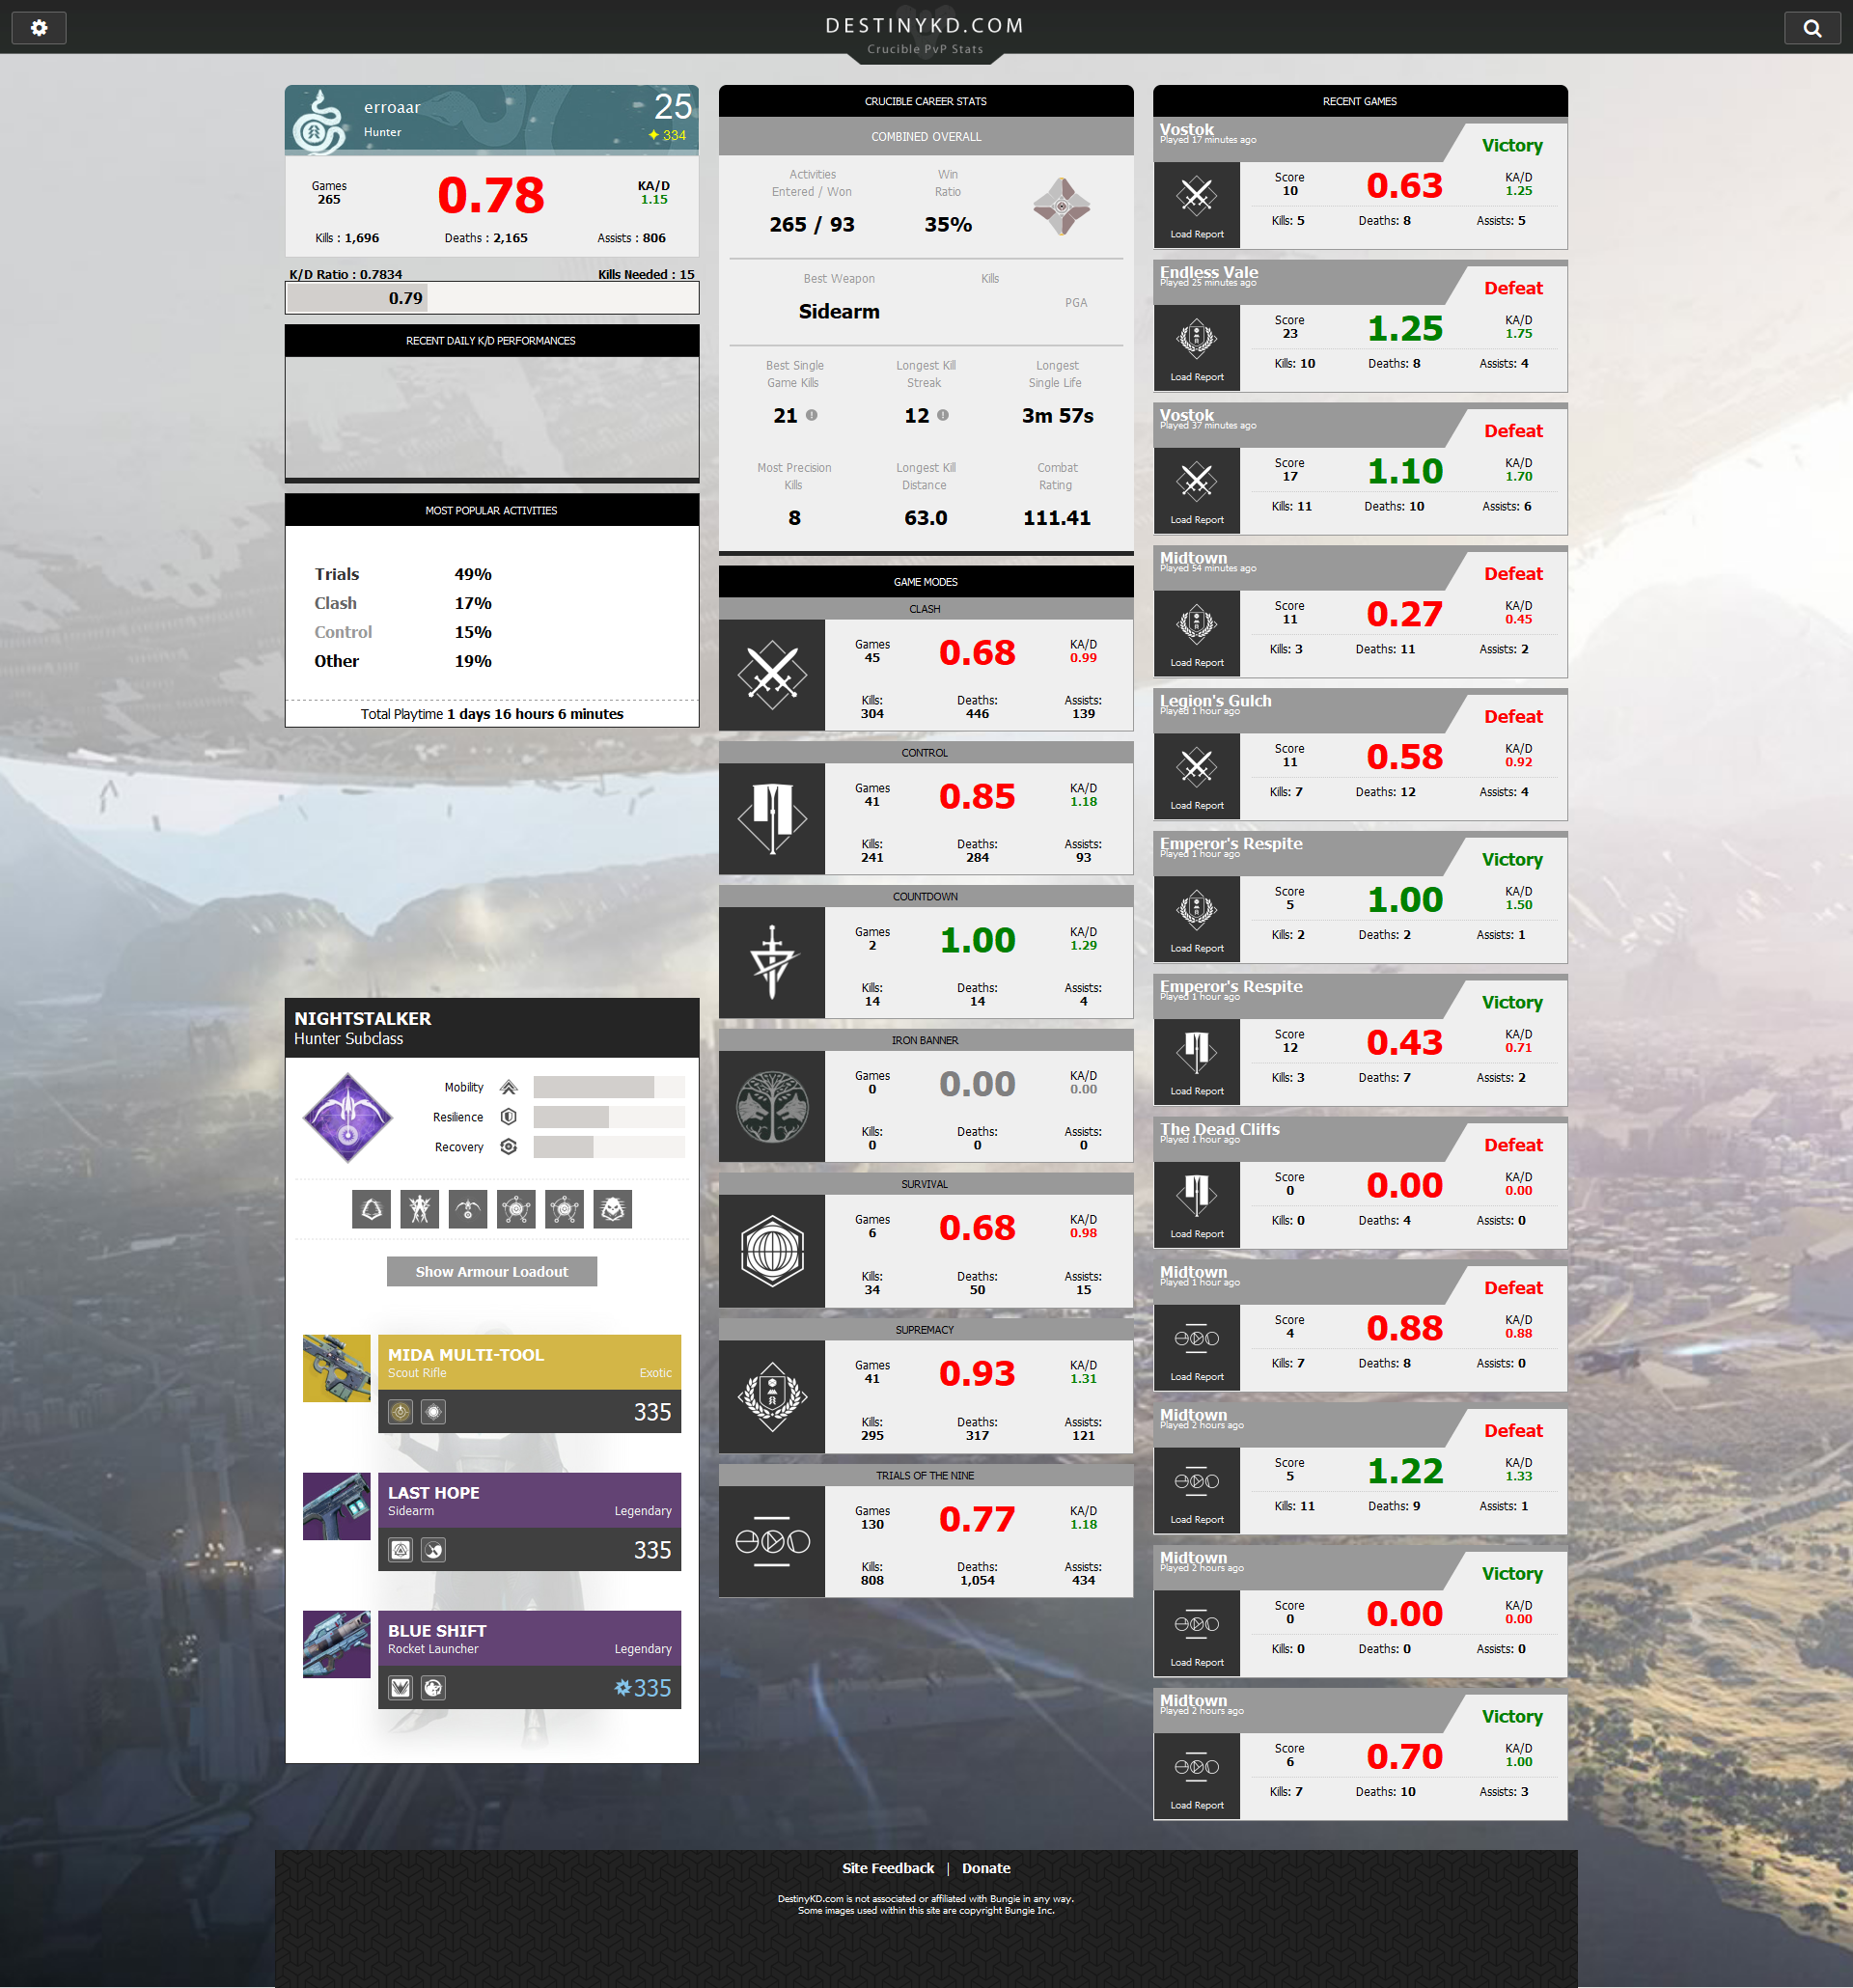 DESTINYKD.COM
Crucible PvP Stats
erroaar
25
Hunter
334
Games
265
0.78
KA/D
1.15
Kills : 1,696
Deaths : 2,165
Assists : 806
K/D Ratio : 0.7834
Kills Needed : 15
0.79
RECENT DAILY K/D PERFORMANCES
MOST POPULAR ACTIVITIES
Trials 49%
Clash 17%
Control 15%
Other 19%
Total Playtime 1 days 16 hours 6 minutes
NIGHTSTALKER
Hunter Subclass
Mobility
Resilience
Recovery
Show Armour Loadout
MIDA MULTI-TOOL
Scout Rifle
Exotic
335
LAST HOPE
Sidearm
Legendary
335
BLUE SHIFT
Rocket Launcher
Legendary
335
CRUCIBLE CAREER STATS
COMBINED OVERALL
Activities
Entered / Won
265 / 93
Win
Ratio
35%
Best Weapon
Sidearm
Kills
PGA
Best Single
Game Kills
21
Longest Kill
Streak
12
Longest
Single Life
3m 57s
Most Precision
Kills
8
Longest Kill
Distance
63.0
Combat
Rating
111.41
GAME MODES
CLASH
Games
45
0.68
KA/D
0.99
Kills:
304
Deaths:
446
Assists:
139
CONTROL
Games
41
0.85
KA/D
1.18
Kills:
241
Deaths:
284
Assists:
93
COUNTDOWN
Games
2
1.00
KA/D
1.29
Kills:
14
Deaths:
14
Assists:
4
IRON BANNER
Games
0
0.00
KA/D
0.00
Kills:
0
Deaths:
0
Assists:
0
SURVIVAL
Games
6
0.68
KA/D
0.98
Kills:
34
Deaths:
50
Assists:
15
SUPREMACY
Games
41
0.93
KA/D
1.31
Kills:
295
Deaths:
317
Assists:
121
TRIALS OF THE NINE
Games
130
0.77
KA/D
1.18
Kills:
808
Deaths:
1,054
Assists:
434
RECENT GAMES
Vostok
Played 17 minutes ago
Victory
Score
10
0.63
KA/D
1.25
Kills: 5
Deaths: 8
Assists: 5
Load Report
Endless Vale
Played 25 minutes ago
Defeat
Score
23
1.25
KA/D
1.75
Kills: 10
Deaths: 8
Assists: 4
Load Report
Vostok
Played 37 minutes ago
Defeat
Score
17
1.10
KA/D
1.70
Kills: 11
Deaths: 10
Assists: 6
Load Report
Midtown
Played 54 minutes ago
Defeat
Score
11
0.27
KA/D
0.45
Kills: 3
Deaths: 11
Assists: 2
Load Report
Legion's Gulch
Played 1 hour ago
Defeat
Score
11
0.58
KA/D
0.92
Kills: 7
Deaths: 12
Assists: 4
Load Report
Emperor's Respite
Played 1 hour ago
Victory
Score
5
1.00
KA/D
1.50
Kills: 2
Deaths: 2
Assists: 1
Load Report
Emperor's Respite
Played 1 hour ago
Victory
Score
12
0.43
KA/D
0.71
Kills: 3
Deaths: 7
Assists: 2
Load Report
The Dead Cliffs
Played 1 hour ago
Defeat
Score
0
0.00
KA/D
0.00
Kills: 0
Deaths: 4
Assists: 0
Load Report
Midtown
Played 1 hour ago
Defeat
Score
4
0.88
KA/D
0.88
Kills: 7
Deaths: 8
Assists: 0
Load Report
Midtown
Played 2 hours ago
Defeat
Score
5
1.22
KA/D
1.33
Kills: 11
Deaths: 9
Assists: 1
Load Report
Midtown
Played 2 hours ago
Victory
Score
0
0.00
KA/D
0.00
Kills: 0
Deaths: 0
Assists: 0
Load Report
Midtown
Played 2 hours ago
Victory
Score
6
0.70
KA/D
1.00
Kills: 7
Deaths: 10
Assists: 3
Load Report
Site Feedback | Donate
DestinyKD.com is not associated or affiliated with Bungie in any way.
Some images used within this site are copyright Bungie Inc.